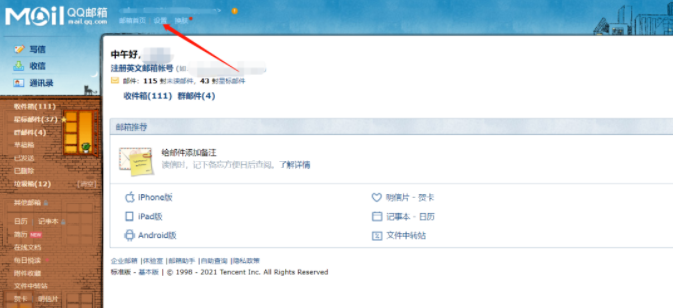 MAil QQ邮箱
mail.qq.com
邮箱首页 | 设置 - 换肤
写信
收信
通讯录
收件箱(111)
星标邮件(37)★
群邮件(4)
草稿箱
已发送
已删除
垃圾箱(12) [清空]
其他邮箱
日历 | 记事本
简历 NEW
在线文档
每日悦读
附件收藏
文件中转站
贺卡 | 明信片
中午好,
注册英文邮箱帐号
邮件: 115 封未读邮件, 43 封星标邮件
收件箱(111) 群邮件(4)
邮箱推荐
给邮件添加备注
读信时，记下备忘方便日后查询。了解详情
iPhone版
明信片 · 贺卡
iPad版
记事本 · 日历
Android版
文件中转站
企业邮箱 | 体验室 | 邮箱助手 | 自助查询 | 隐私政策
标准版 - 基本版 | © 1998 - 2021 Tencent Inc. All Rights Reserved